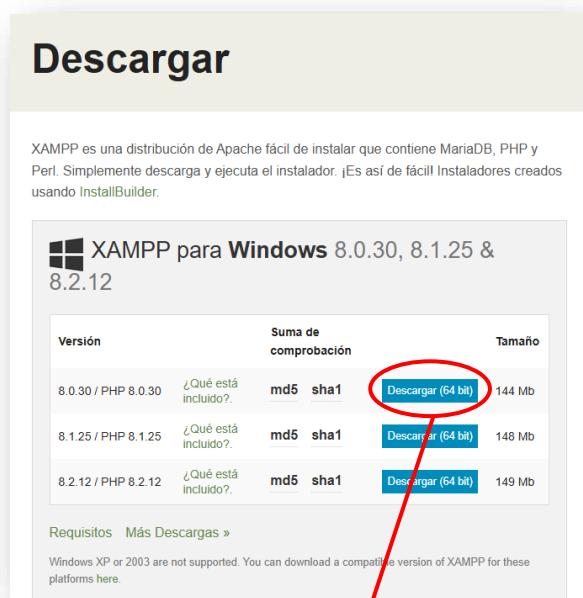 Descargar
XAMPP es una distribución de Apache fácil de instalar que contiene MariaDB, PHP y
Perl. Simplemente descarga y ejecuta el instalador. ¡Es así de fácil! Instaladores creados
usando InstallBuilder.
XAMPP para Windows 8.0.30, 8.1.25 &
8.2.12
Versión Suma de comprobación Tamaño
8.0.30 / PHP 8.0.30 ¿Qué está incluido?. md5 sha1 Descargar (64 bit) 144 Mb
8.1.25 / PHP 8.1.25 ¿Qué está incluido?. md5 sha1 Descargar (64 bit) 148 Mb
8.2.12 / PHP 8.2.12 ¿Qué está incluido?. md5 sha1 Descargar (64 bit) 149 Mb
Requisitos Más Descargas »
Windows XP or 2003 are not supported. You can download a compatible version of XAMPP for these
platforms here.